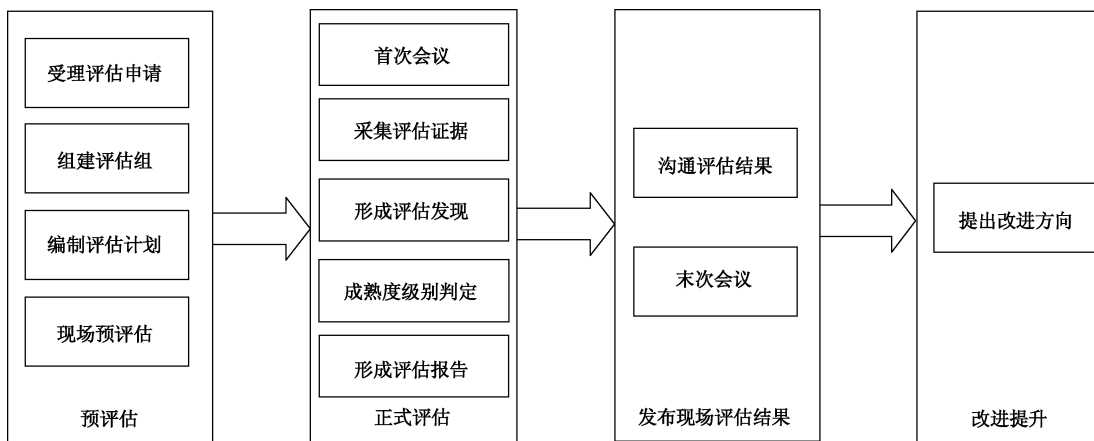 受理评估申请
组建评估组
编制评估计划
现场预评估
预评估
首次会议
采集评估证据
形成评估发现
成熟度级别判定
形成评估报告
正式评估
沟通评估结果
末次会议
发布现场评估结果
提出改进方向
改进提升